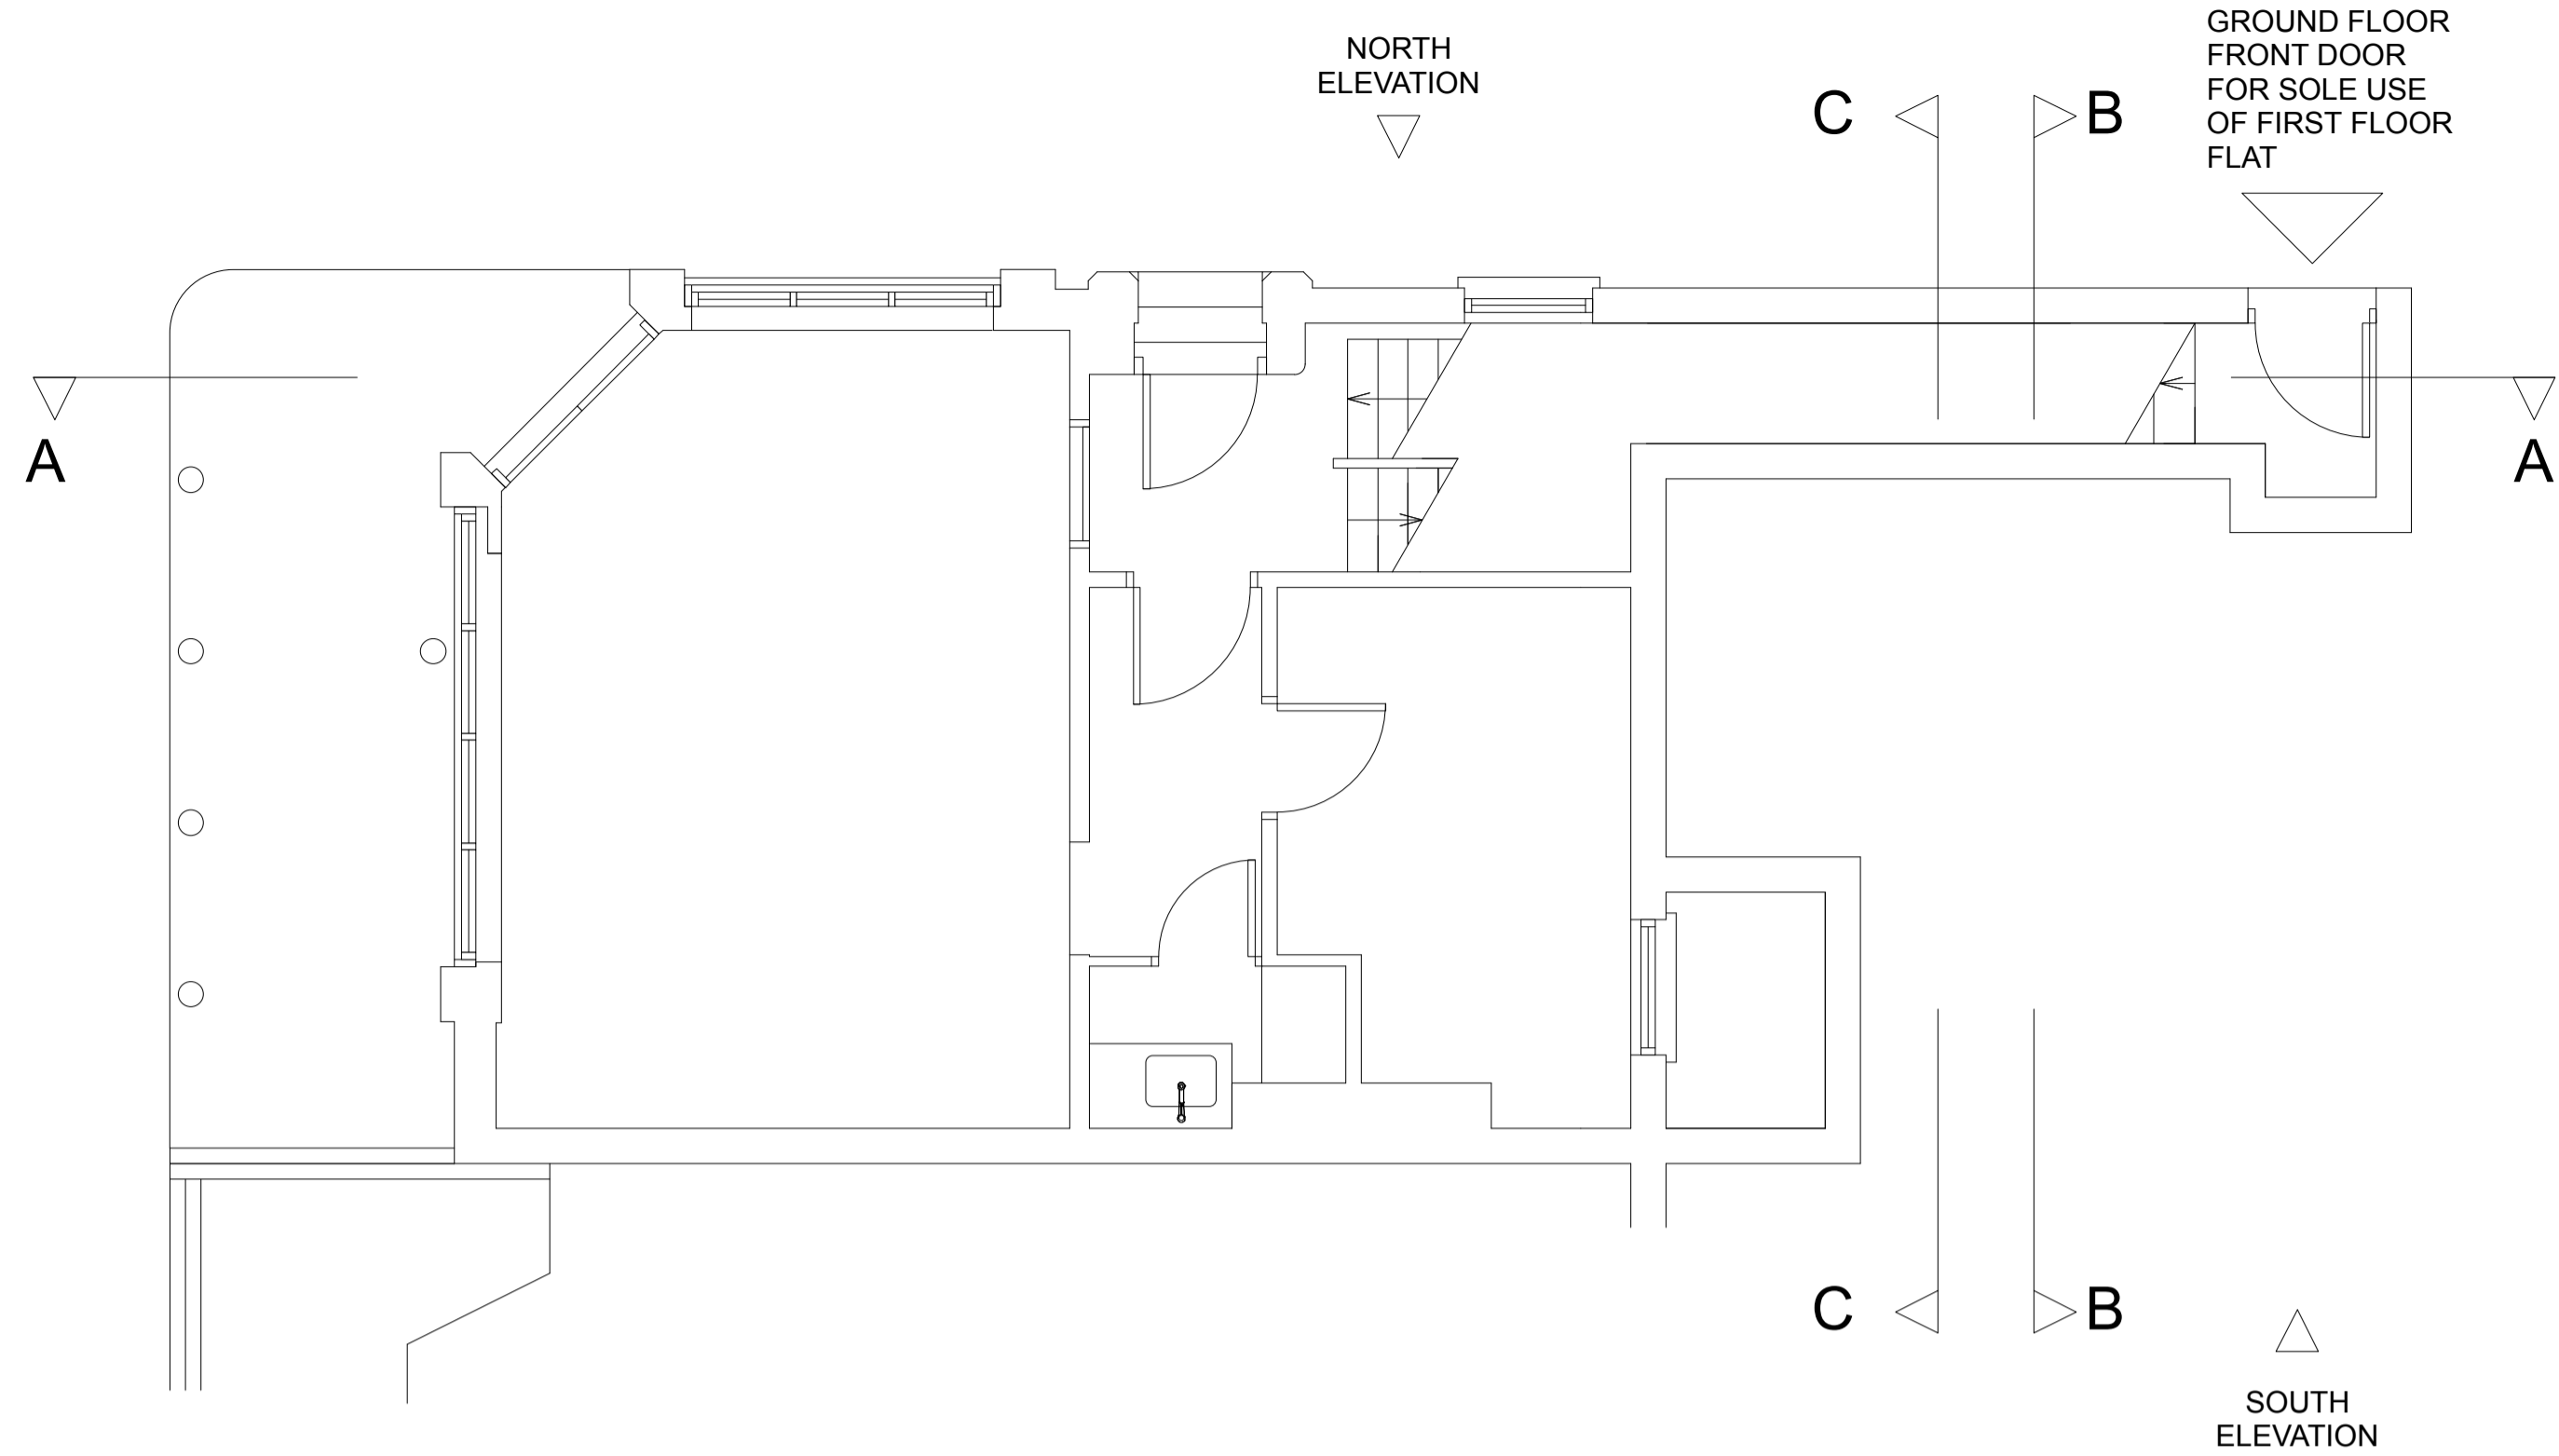 GROUND FLOOR
FRONT DOOR
FOR SOLE USE
OF FIRST FLOOR
FLAT
NORTH
ELEVATION
C
B
A
A
C
B
SOUTH
ELEVATION